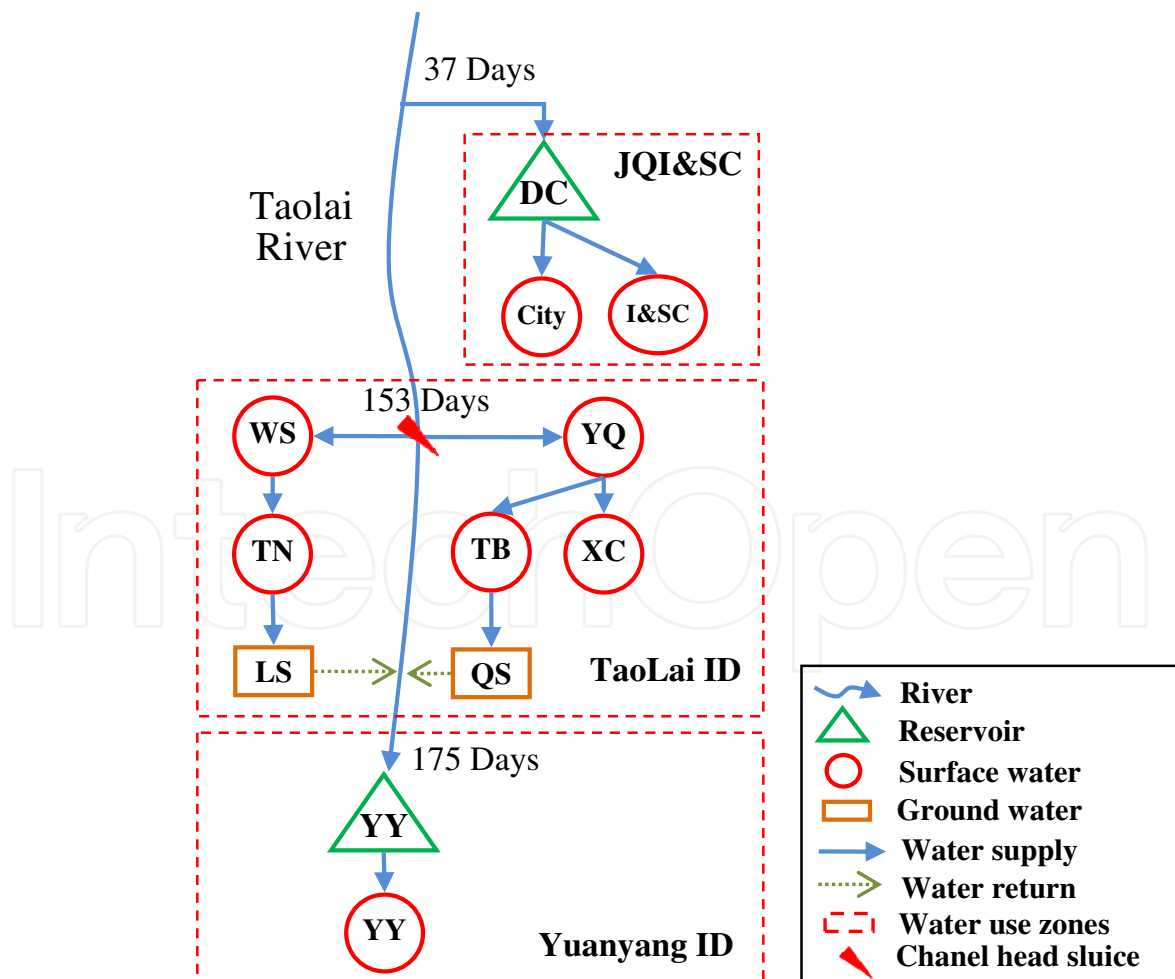 37 Days
JQI&SC
DC
Taolai
River
City
I&SC
153 Days
WS
YQ
TN
TB
XC
LS
QS
TaoLai ID
175 Days
YY
YY
Yuanyang ID
River
Reservoir
Surface water
Ground water
Water supply
Water return
Water use zones
Chanel head sluice
IntechOpen